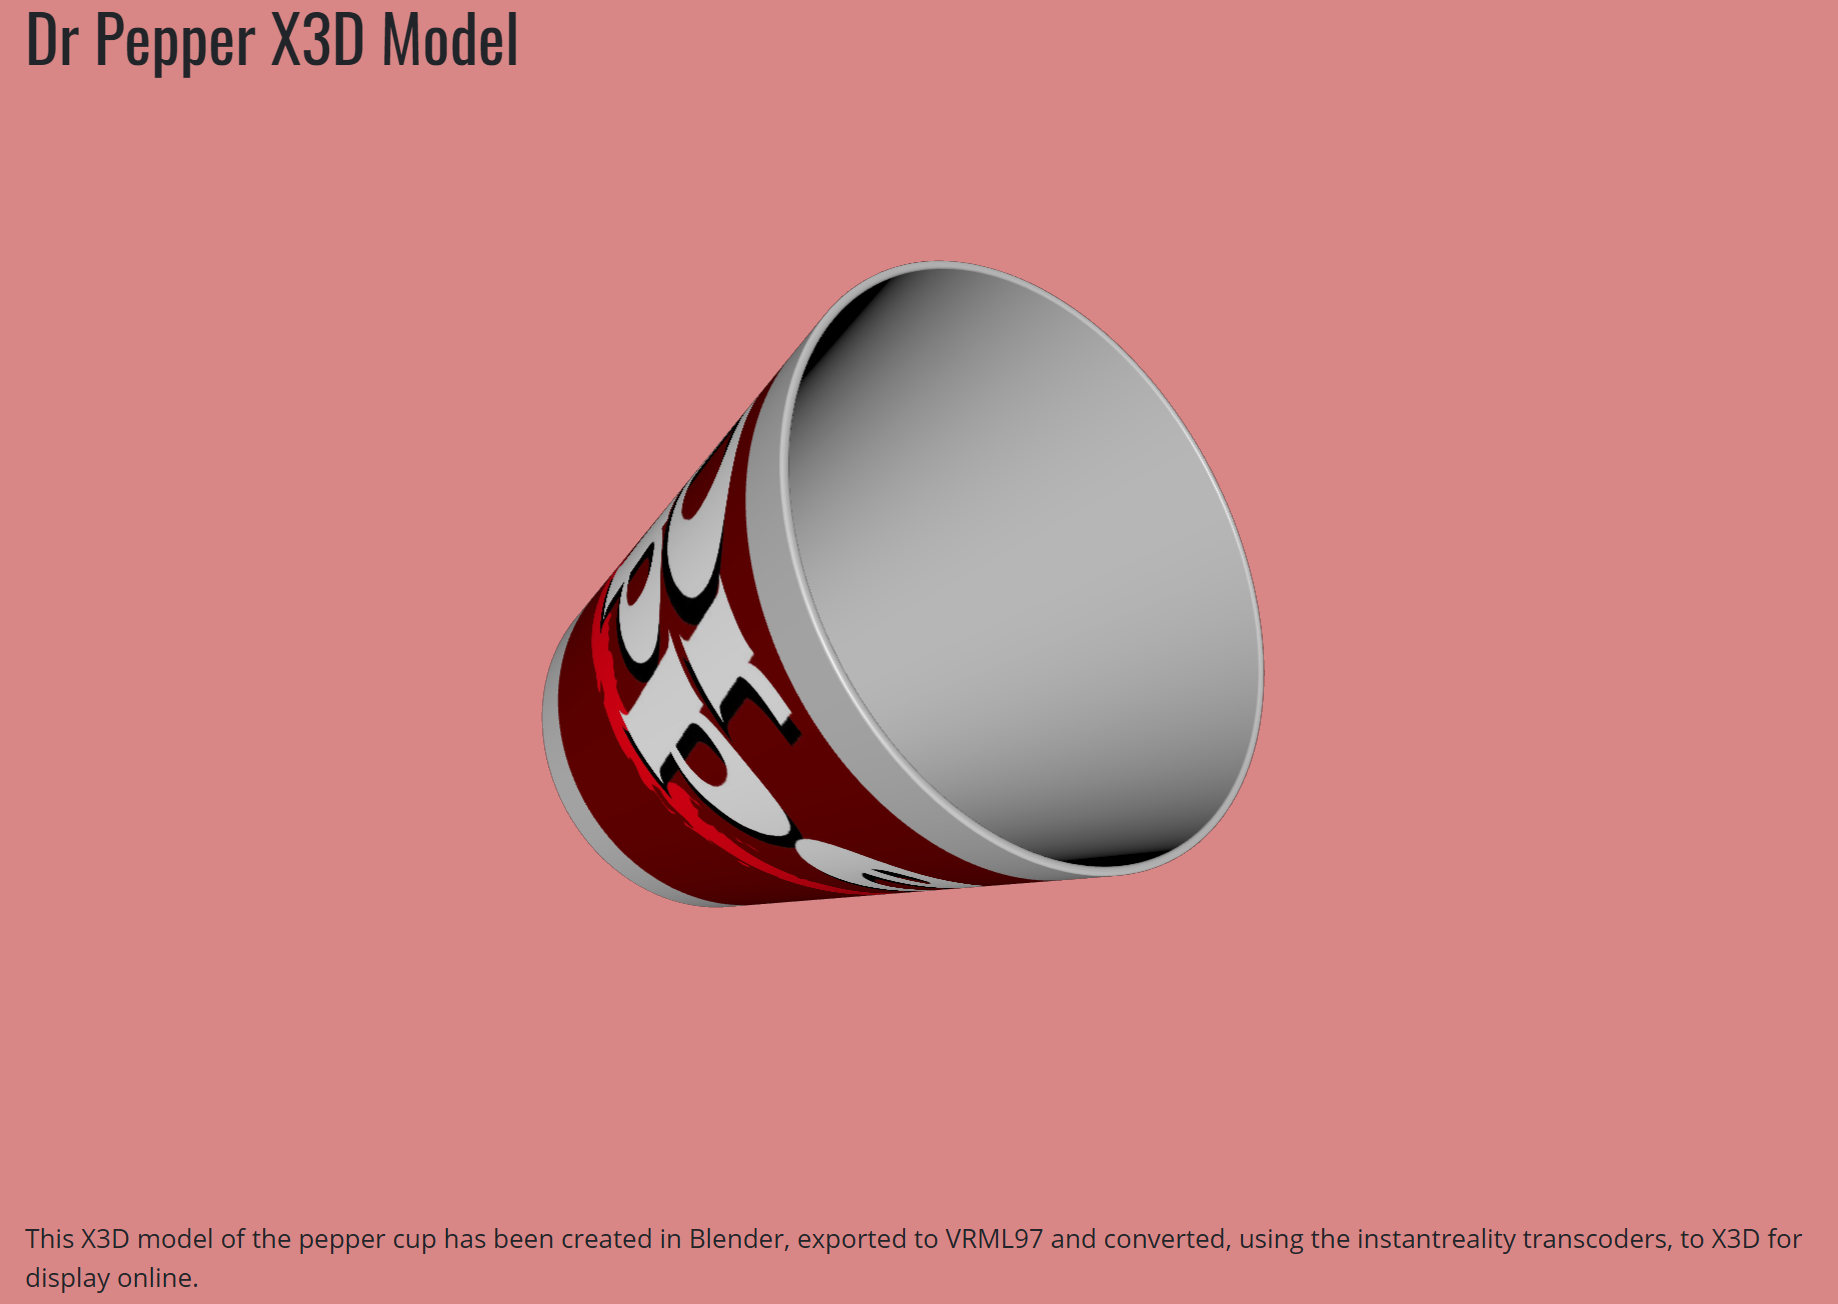 Dr Pepper X3D Model
This X3D model of the pepper cup has been created in Blender, exported to VRML97 and converted, using the instantreality transcoders, to X3D for
display online.